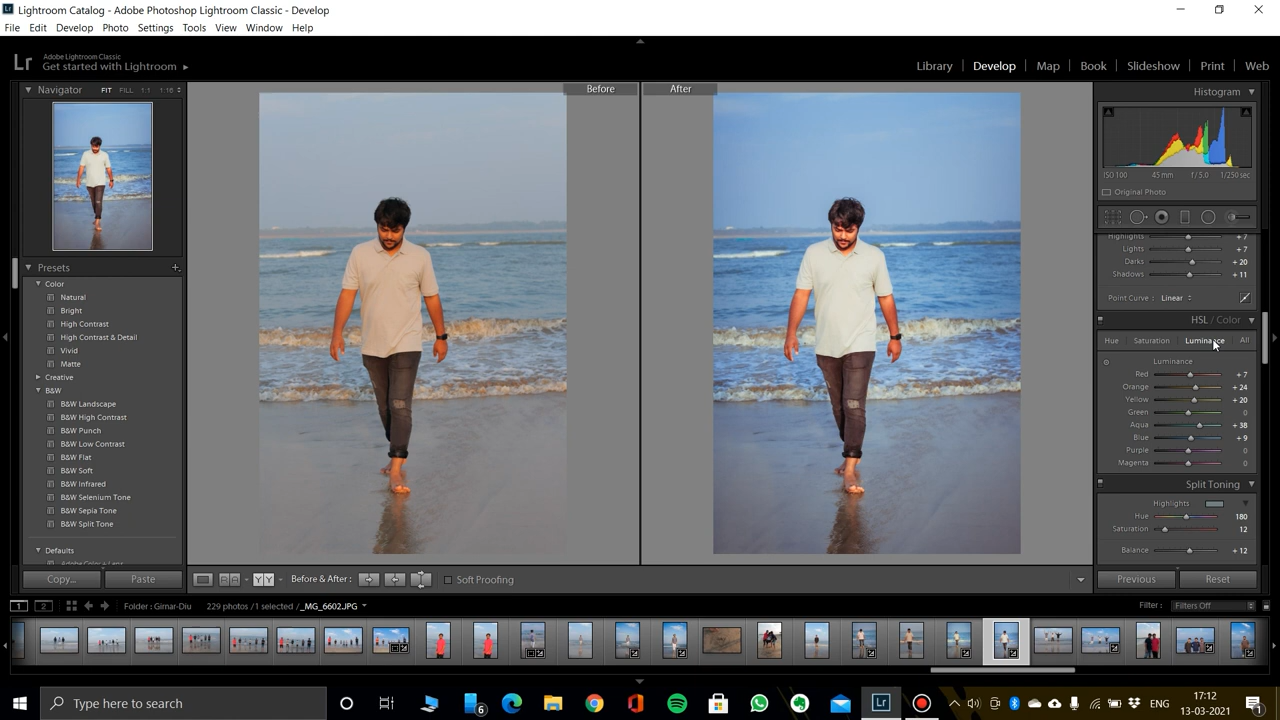 Lightroom Catalog - Adobe Photoshop Lightroom Classic - Develop
File Edit Develop Photo Settings Tools View Window Help
Lr Adobe Lightroom Classic
Get started with Lightroom
Library Develop Map Book Slideshow Print Web
Navigator FIT FILL 1:1 1:16
Before After
Histogram
ISO 100 45 mm f / 5.0 1/250 sec
Original Photo
Presets
Color
Natural
Bright
High Contrast
High Contrast & Detail
Vivid
Matte
Creative
B&W
B&W Landscape
B&W High Contrast
B&W Punch
B&W Low Contrast
B&W Flat
B&W Soft
B&W Infrared
B&W Selenium Tone
B&W Sepia Tone
B&W Split Tone
Defaults
Adobe Color + Lens
Copy... Paste
Highlights + 7
Lights + 7
Darks + 20
Shadows + 11
Point Curve : Linear
HSL / Color
Hue Saturation Luminance All
Luminance
Red + 7
Orange + 24
Yellow + 20
Green 0
Aqua + 38
Blue + 9
Purple 0
Magenta 0
Split Toning
Highlights
Hue 180
Saturation 12
Balance + 12
Previous Reset
Before & After : Soft Proofing
1 2 Folder : Girnar-Diu 229 photos / 1 selected / _MG_6602.JPG Filter : Filters Off
Type here to search
6
Lr
ENG
17:12
13-03-2021
1